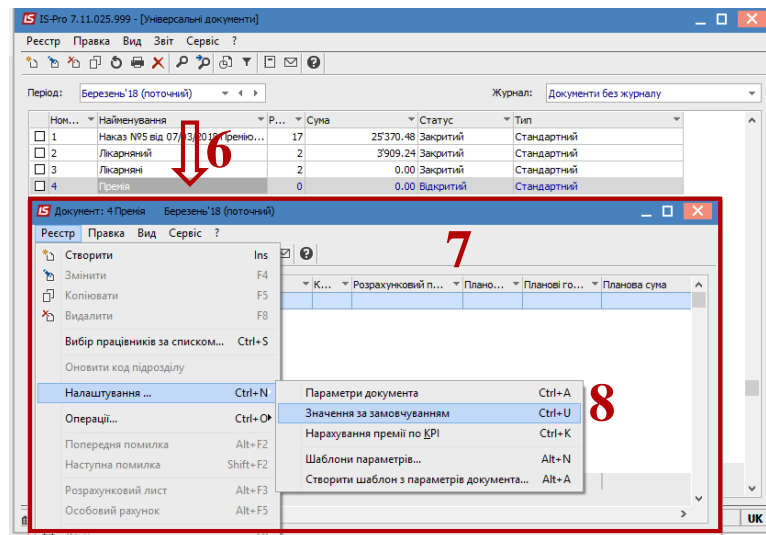 IS-Pro 7.11.025.999 - [Універсальні документи]
Реєстр Правка Вид Звіт Сервіс ?
Період: Березень'18 (поточний) Журнал: Документи без журналу
Ном... Найменування Р... Сума Статус Тип
1 Наказ №5 від 07/03/2018 Премію... 17 25'370.48 Закритий Стандартний
2 Лікарняний 2 3'909.24 Закритий Стандартний
3 Лікарняні 2 0.00 Закритий Стандартний
4 Премія 0 0.00 Відкритий Стандартний
6
Документ: 4 Премія Березень'18 (поточний)
Реєстр Правка Вид Сервіс ?
7
Створити Ins
Змінити F4
К... Розрахунковий п... Плано... Планові го... Планова сума
Копіювати F5
Видалити F8
Вибір працівників за списком... Ctrl+S
Оновити код підрозділу
Налаштування ... Ctrl+N
Параметри документа Ctrl+A
Значення за замовчуванням Ctrl+U
8
Операції... Ctrl+O
Нарахування премії по KPI Ctrl+K
Попередня помилка Alt+F2
Шаблони параметрів... Alt+N
Наступна помилка Shift+F2
Створити шаблон з параметрів документа... Alt+A
Розрахунковий лист Alt+F3
Особовий рахунок Alt+F5
UK